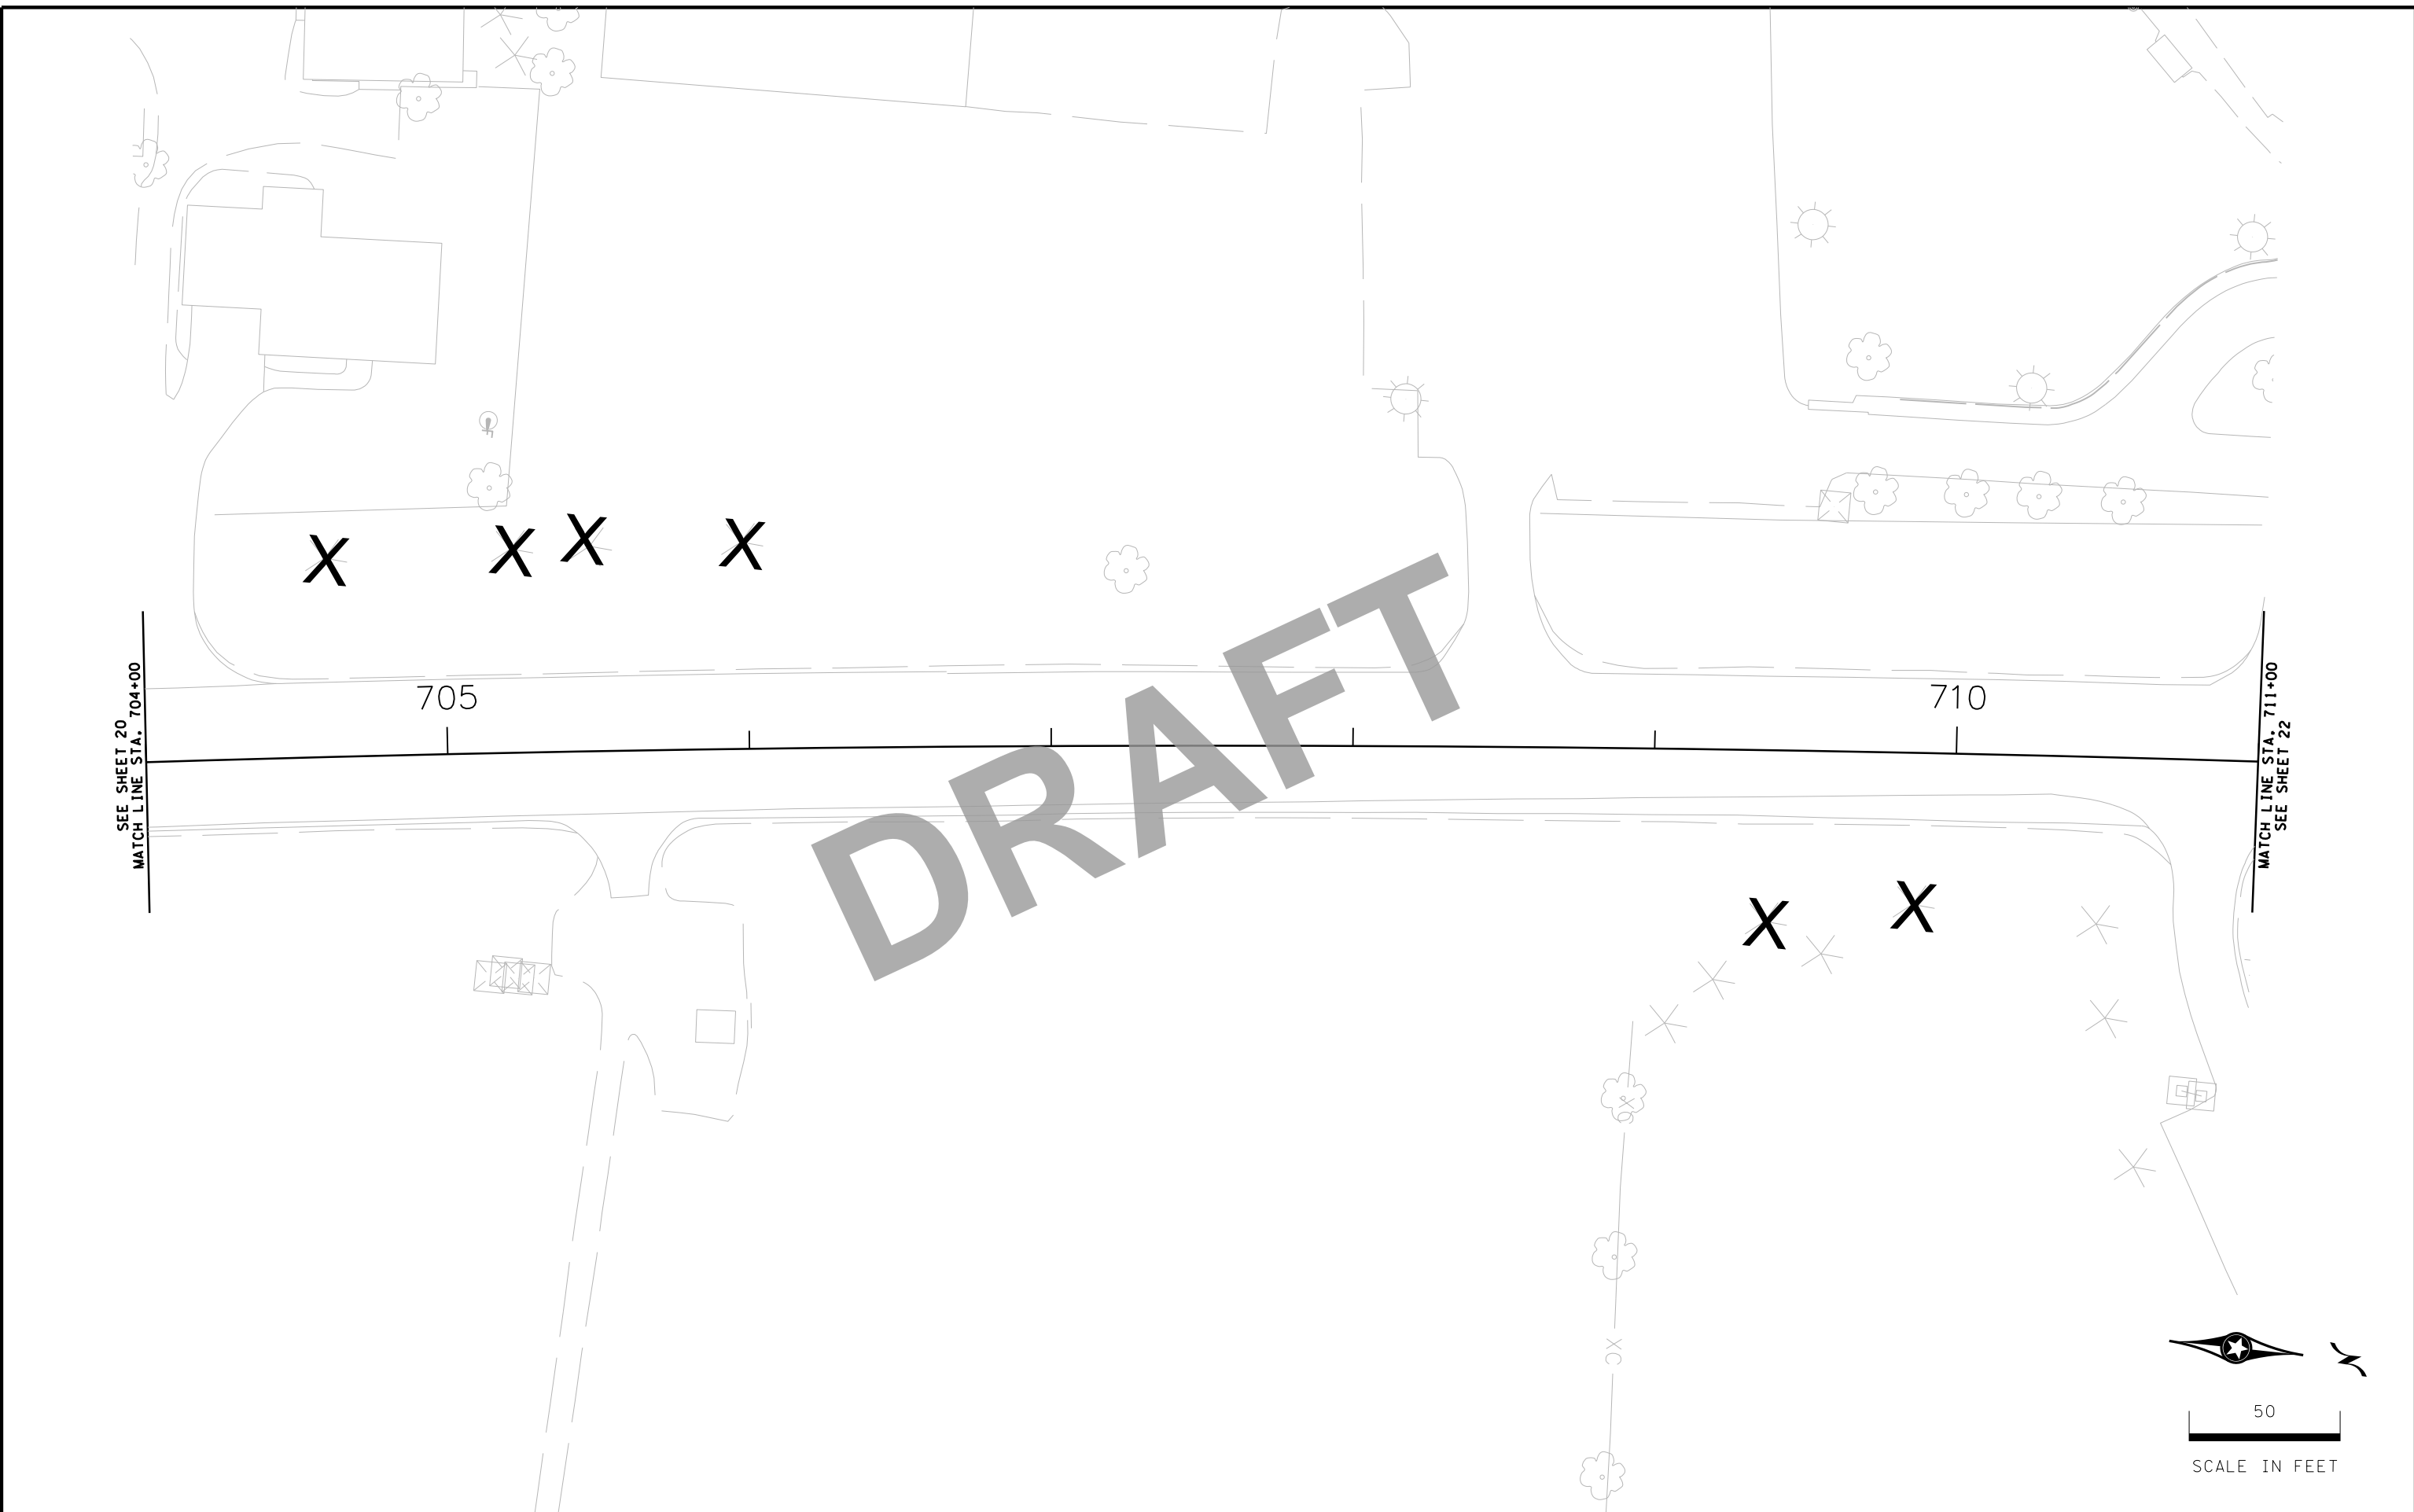 SEE SHEET 20
MATCH LINE STA. 704+00
705
710
MATCH LINE STA. 711+00
SEE SHEET 22
DRAFT
X
X
X
X
X
X
N
50
SCALE IN FEET